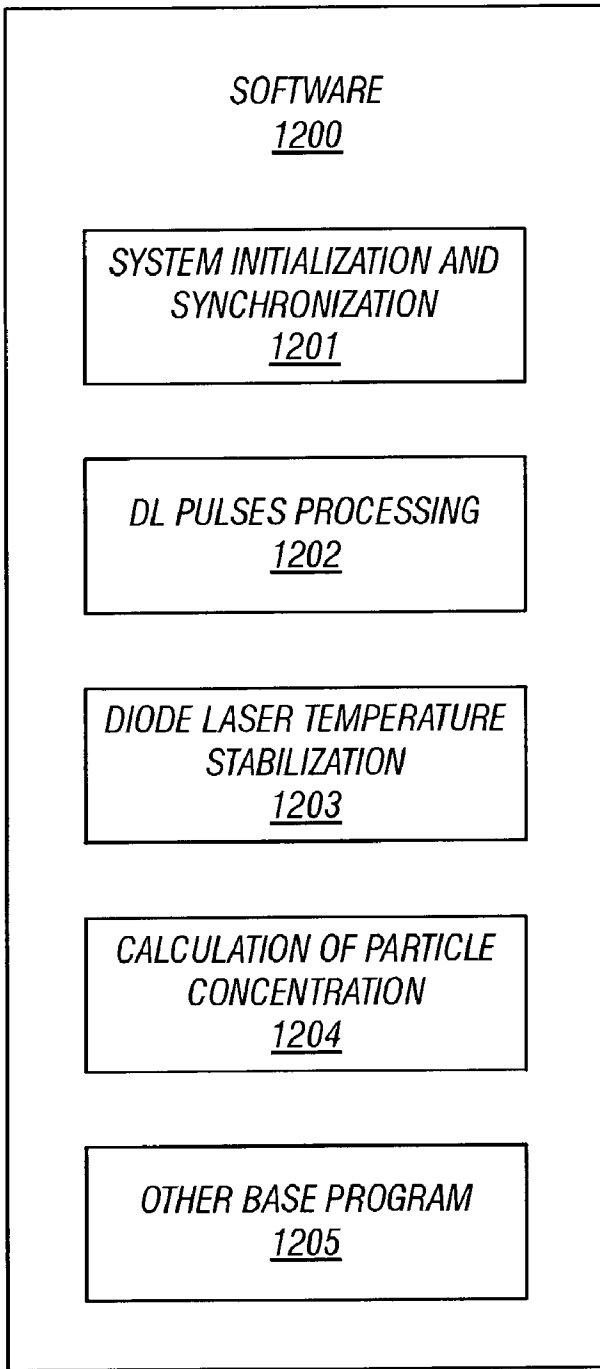 SOFTWARE
1200
SYSTEM INITIALIZATION AND
SYNCHRONIZATION
1201
DL PULSES PROCESSING
1202
DIODE LASER TEMPERATURE
STABILIZATION
1203
CALCULATION OF PARTICLE
CONCENTRATION
1204
OTHER BASE PROGRAM
1205